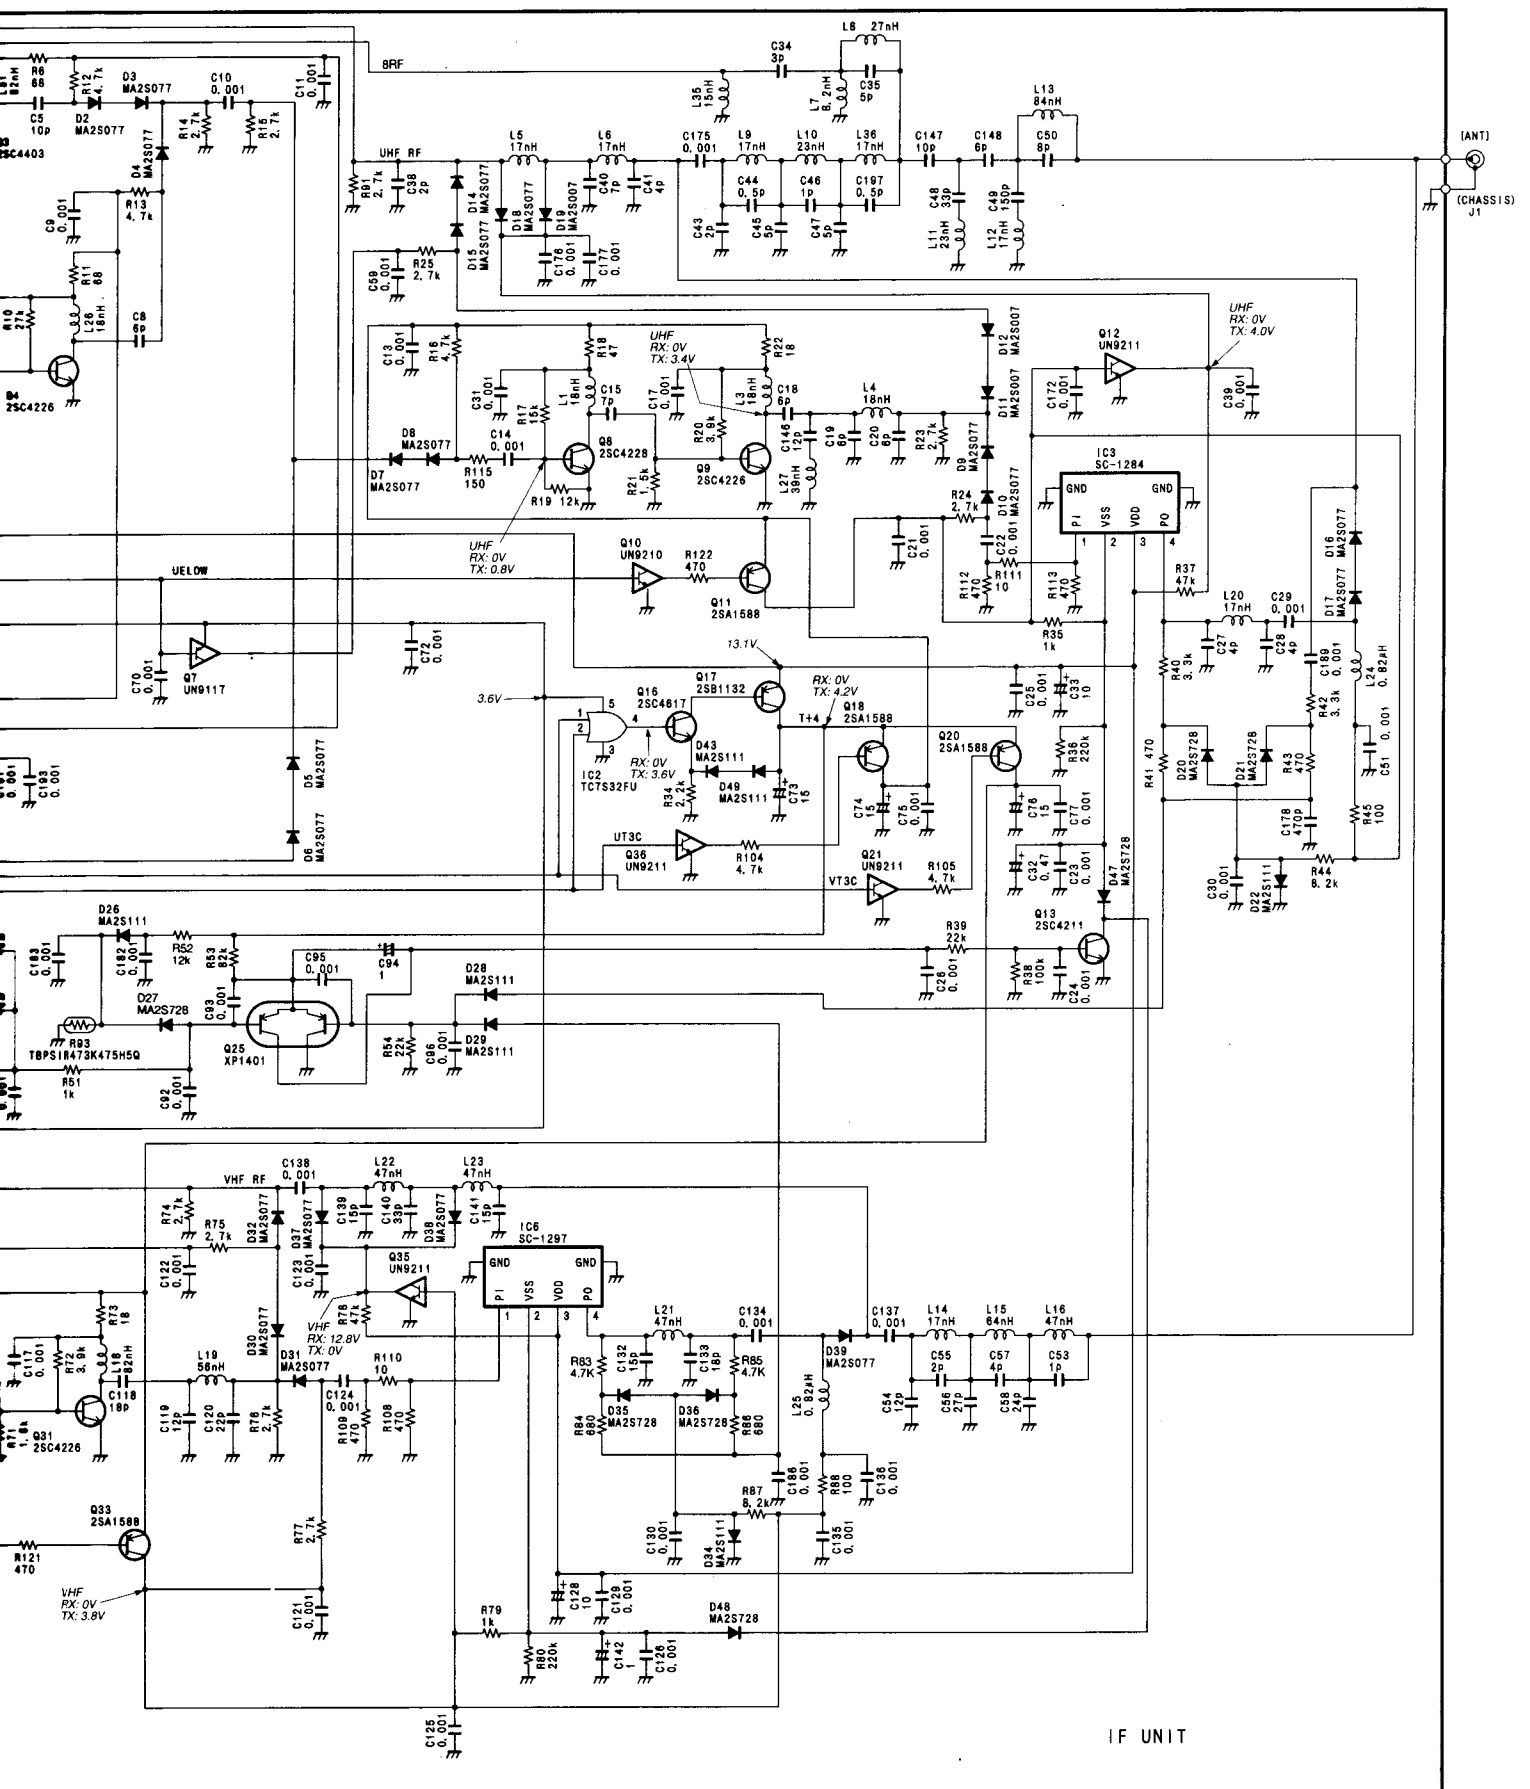 L6 27nH
C34
3p
8RF
L35
15nH
L7
8.2nH
C35
5p
L13
84nH
82nH
R6
68
R12
4.7k
D3
MA2S077
C10
0.001
C11
0.001
C5
10p
D2
MA2S077
R14
2.7k
R15
2.7k
2SC4403
D4
MA2S077
R13
4.7k
C9
0.001
R11
68
R10
27k
L26
18nH
C8
6p
Q4
2SC4226
UHF RF
R91
2.7k
C38
2p
D14
MA2S077
D15
MA2S077
L5
17nH
D18
MA2S077
D19
MA2S007
L6
17nH
C40
7p
C41
4p
C175
0.001
L9
17nH
L10
23nH
L36
17nH
C44
0.5p
C46
1p
C197
0.5p
C43
2p
C45
5p
C47
5p
C147
10p
C148
6p
C50
8p
C48
33p
C49
150p
L11
23nH
L12
17nH
[ANT]
(CHASSIS)
J1
C59
0.001
R25
2.7k
C176
0.001
C177
0.001
C13
0.001
R16
4.7k
C31
0.001
R17
15k
R18
47
L1
18nH
C15
7p
UHF
RX: 0V
TX: 3.4V
C17
0.001
R20
3.9k
R22
18
L3
18nH
C18
6p
L4
18nH
C146
12p
C19
6p
C20
6p
R23
2.7k
L27
39nH
D12
MA2S007
D11
MA2S007
D9
MA2S077
D10
MA2S077
Q12
UN9211
C172
0.001
C39
0.001
UHF
RX: 0V
TX: 4.0V
D8
MA2S077
D7
MA2S077
R115
150
C14
0.001
Q8
2SC4228
R19 12k
R21
1.5k
Q9
2SC4226
IC3
SC-1284
GND
GND
PI
VSS
VDD
PO
1
2
3
4
R24
2.7k
C21
0.001
C22
0.001
R111
10
R112
470
R113
470
R37
47k
UHF
RX: 0V
TX: 0.8V
Q10
UN9210
R122
470
Q11
2SA1588
R35
1k
L20
17nH
C29
0.001
C27
4p
C28
4p
D16
MA2S077
D17
MA2S077
C189
0.001
L24
0.82μH
R40
3.3k
R42
3.3k
UELOW
C70
0.001
Q7
UN9117
C72
0.001
13.1V
3.6V
Q16
2SC4617
Q17
2SB1132
RX: 0V
TX: 4.2V
T+4
Q18
2SA1588
Q20
2SA1588
C25
0.001
C33
10
R36
220k
5
1
2
4
3
IC2
TC7S32FU
RX: 0V
TX: 3.6V
D43
MA2S111
D49
MA2S111
R34
2.2k
C73
15
C74
15
C75
0.001
C76
15
C77
0.001
R41 470
D20
MA2S728
D21
MA2S728
R43
470
C51
0.001
C178
470p
R45
100
R44
8.2k
C30
0.001
D22
MA2S111
C193
0.001
D5
MA2S077
D6
MA2S077
UT3C
Q36
UN9211
R104
4.7k
VT3C
Q21
UN9211
R105
4.7k
C32
0.47
C23
0.001
D47
MA2S728
Q13
2SC4211
D26
MA2S111
C183
0.001
C182
0.001
R52
12k
R53
82k
C95
0.001
C94
1
R39
22k
C26
0.001
R38
100k
C24
0.001
D27
MA2S728
C93
0.001
D28
MA2S111
D29
MA2S111
R93
TBPS1R473K475H5Q
Q25
XP1401
R54
22k
C96
0.001
R51
1k
C92
0.001
VHF RF
C138
0.001
L22
47nH
L23
47nH
R74
2.7k
R75
2.7k
D32
MA2S077
D37
MA2S077
C139
15p
C140
33p
D38
MA2S077
C141
15p
C122
0.001
C123
0.001
Q35
UN9211
IC6
SC-1297
GND
GND
PI
VSS
VDD
PO
1
2
3
4
R78
47k
VHF
RX: 12.8V
TX: 0V
R73
18
C117
0.001
R72
3.9k
L18
82nH
D30
MA2S077
L19
56nH
D31
MA2S077
R110
10
C118
18p
C119
12p
C120
22p
R76
2.7k
C124
0.001
R109
470
R108
470
R71
1.8k
Q31
2SC4226
L21
47nH
C134
0.001
R83
4.7K
C132
15p
C133
18p
R85
4.7K
D39
MA2S077
C137
0.001
L14
17nH
L15
64nH
L16
47nH
C55
2p
C57
4p
C53
1p
C54
12p
C56
27p
C58
24p
L25
0.82μH
R84
680
D35
MA2S728
D36
MA2S728
R86
680
C186
0.001
R88
100
C136
0.001
R87
8.2k
C130
0.001
D34
MA2S111
C135
0.001
Q33
2SA1588
R77
2.7k
R121
470
VHF
RX: 0V
TX: 3.8V
C121
0.001
C128
10
C129
0.001
R79
1k
D48
MA2S728
R80
220k
C142
1
C126
0.001
C125
0.001
IF UNIT